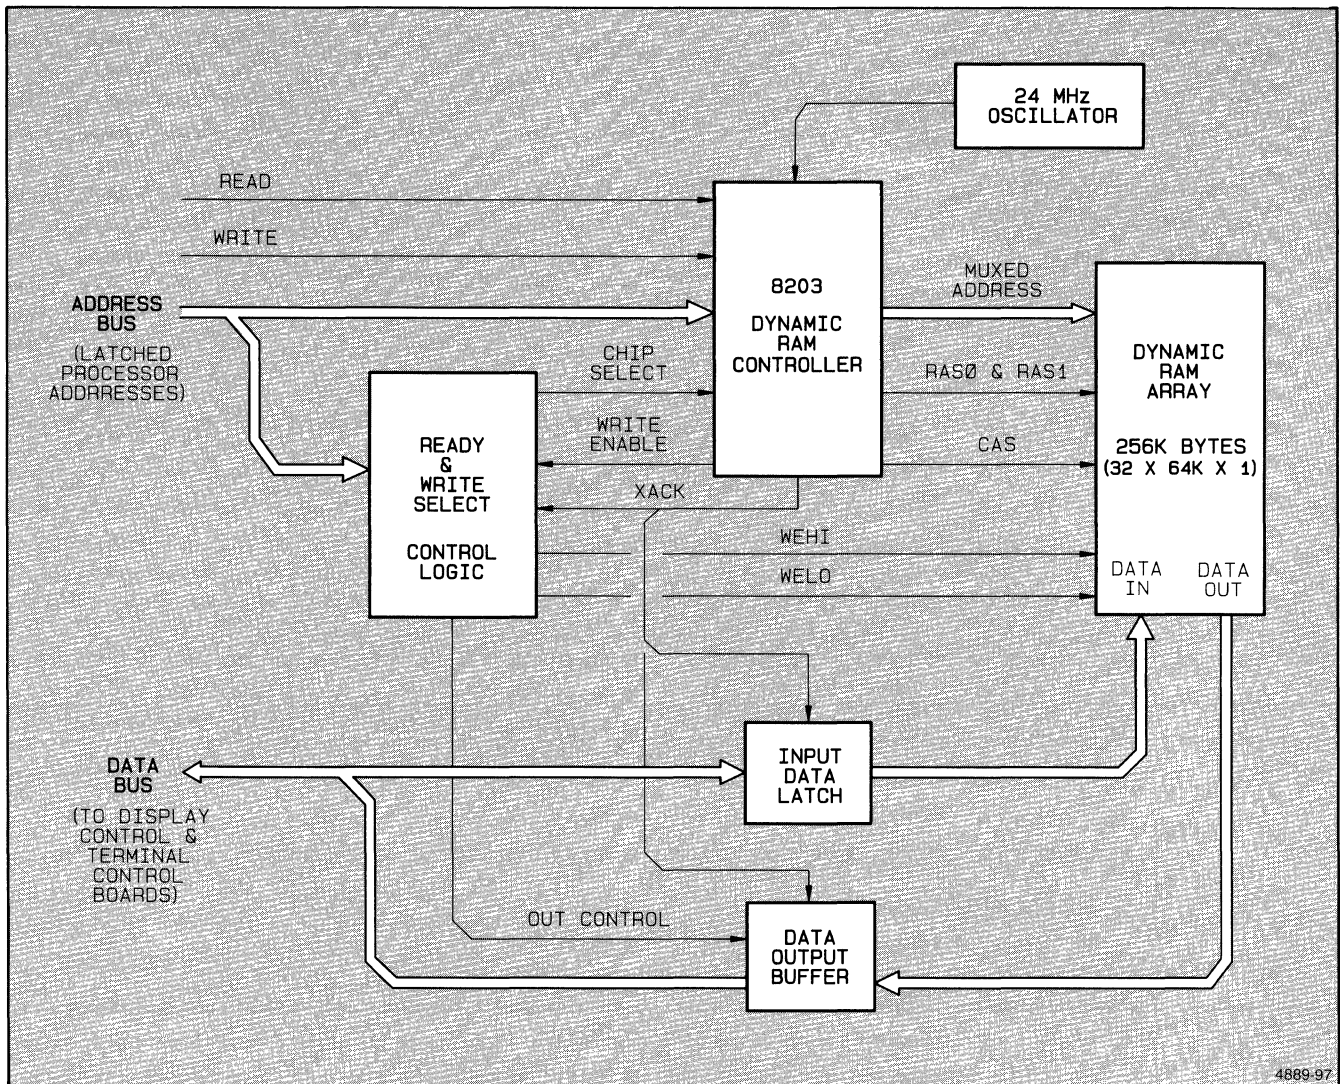 24 MHz
OSCILLATOR
READ
WRITE
ADDRESS
BUS
(LATCHED
PROCESSOR
ADDRRESSES)
8203
DYNAMIC
RAM
CONTROLLER
MUXED
ADDRESS
CHIP
SELECT
RAS0 & RAS1
DYNAMIC
RAM
ARRAY
256K BYTES
(32 X 64K X 1)
WRITE
ENABLE
CAS
READY
&
WRITE
SELECT
CONTROL
LOGIC
XACK
WEHI
WELO
DATA
IN
DATA
OUT
DATA
BUS
(TO DISPLAY
CONTROL &
TERMINAL
CONTROL
BOARDS)
INPUT
DATA
LATCH
OUT CONTROL
DATA
OUTPUT
BUFFER
4889-97